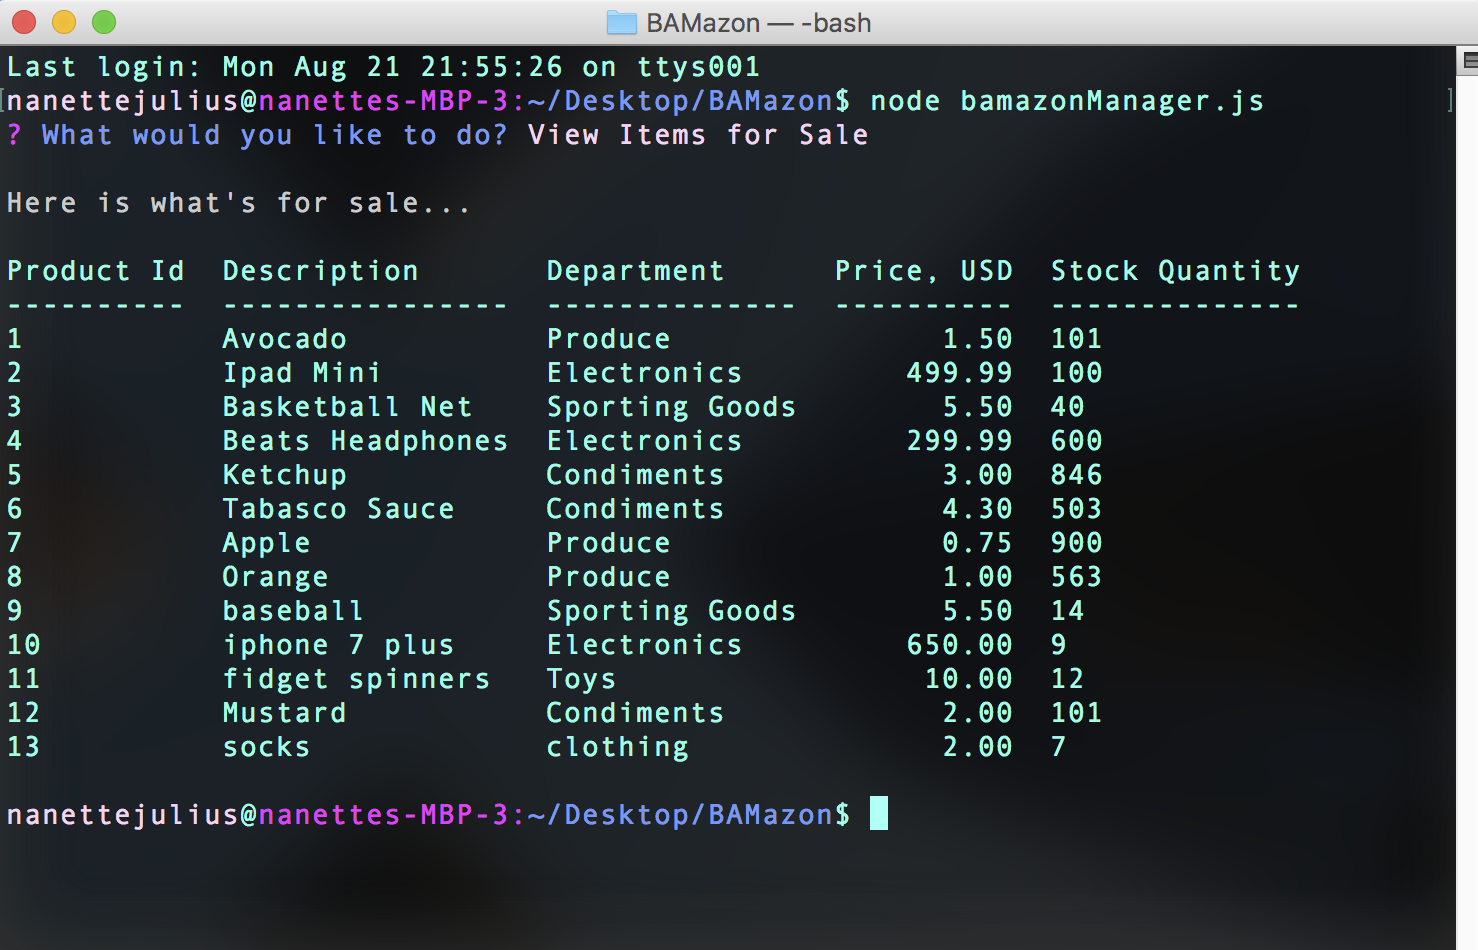 BAMazon — -bash
Last login: Mon Aug 21 21:55:26 on ttys001
[nanettejulius@nanettes-MBP-3:~/Desktop/BAMazon$ node bamazonManager.js ]
? What would you like to do? View Items for Sale
Here is what's for sale...
Product Id  Description       Department      Price, USD  Stock Quantity
----------  ----------------  --------------  ----------  --------------
1           Avocado           Produce               1.50  101
2           Ipad Mini         Electronics         499.99  100
3           Basketball Net    Sporting Goods        5.50  40
4           Beats Headphones  Electronics         299.99  600
5           Ketchup           Condiments            3.00  846
6           Tabasco Sauce     Condiments            4.30  503
7           Apple             Produce               0.75  900
8           Orange            Produce               1.00  563
9           baseball          Sporting Goods        5.50  14
10          iphone 7 plus     Electronics         650.00  9
11          fidget spinners   Toys                 10.00  12
12          Mustard           Condiments            2.00  101
13          socks             clothing              2.00  7
nanettejulius@nanettes-MBP-3:~/Desktop/BAMazon$